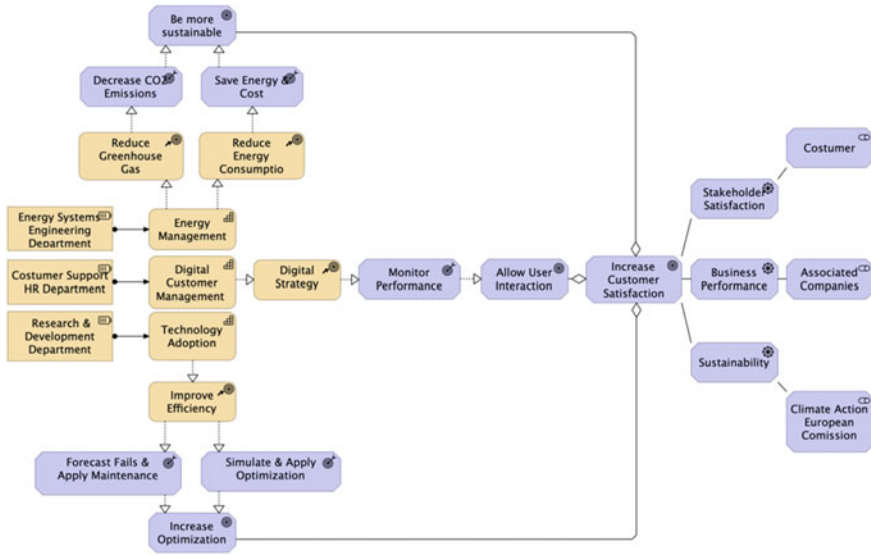 Be more
sustainable
Decrease CO2
Emissions
Save Energy &
Cost
Reduce
Greenhouse
Gas
Reduce
Energy
Consumptio
Costumer
Stakeholder
Satisfaction
Energy Systems
Engineering
Department
Energy
Management
Costumer Support
HR Department
Digital
Customer
Management
Digital
Strategy
Monitor
Performance
Allow User
Interaction
Increase
Customer
Satisfaction
Business
Performance
Associated
Companies
Research &
Development
Department
Technology
Adoption
Sustainability
Improve
Efficiency
Climate Action
European
Comission
Forecast Fails &
Apply Maintenance
Simulate & Apply
Optimization
Increase
Optimization